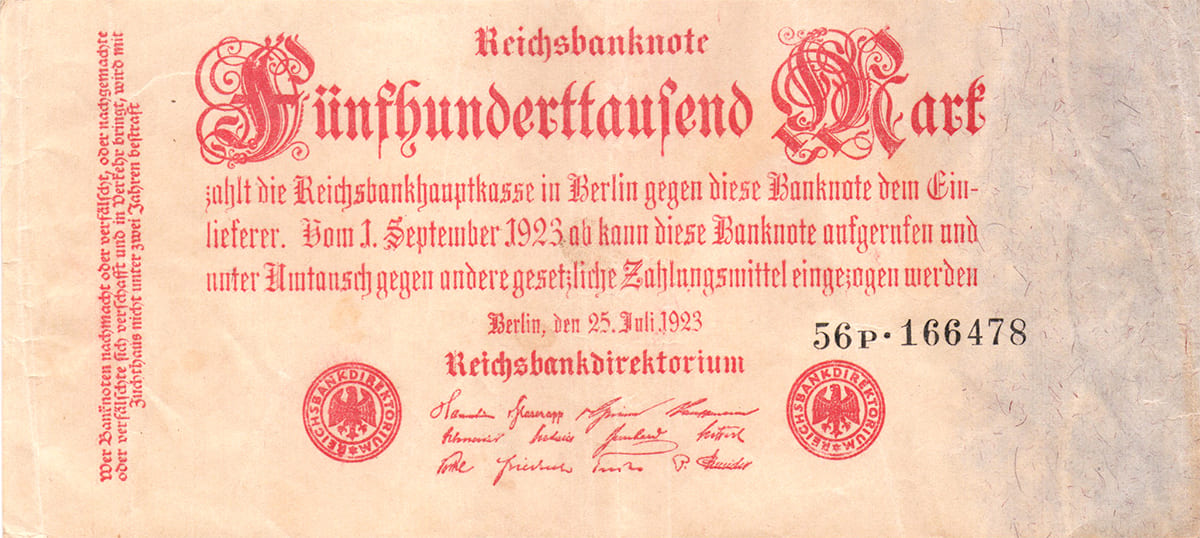 Reichsbanknote
Fünfhunderttausend Mark
zahlt die Reichsbankhauptkasse in Berlin gegen diese Banknote dem Ein-
lieferer. Vom 1. September 1923 ab kann diese Banknote aufgerufen und
unter Umtausch gegen andere gesetzliche Zahlungsmittel eingezogen werden
Berlin, den 25. Juli 1923
Reichsbankdirektorium
56P·166478
REICHSBANKDIREKTORIUM
REICHSBANKDIREKTORIUM
Wer Banknoten nachmacht oder verfälscht, oder nachgemachte
oder verfälschte sich verschafft und in Verkehr bringt, wird mit
Zuchthaus nicht unter zwei Jahren bestraft